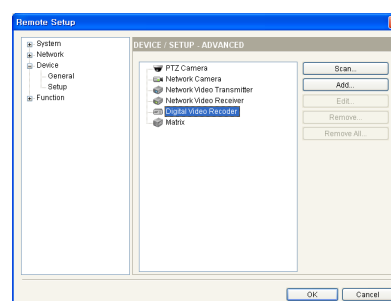 Remote Setup
System
Network
Device
General
Setup
Function
DEVICE / SETUP - ADVANCED
PTZ Camera
Network Camera
Network Video Transmitter
Network Video Receiver
Digital Video Recoder
Matrix
Scan...
Add...
Edit...
Remove...
Remove All...
OK
Cancel